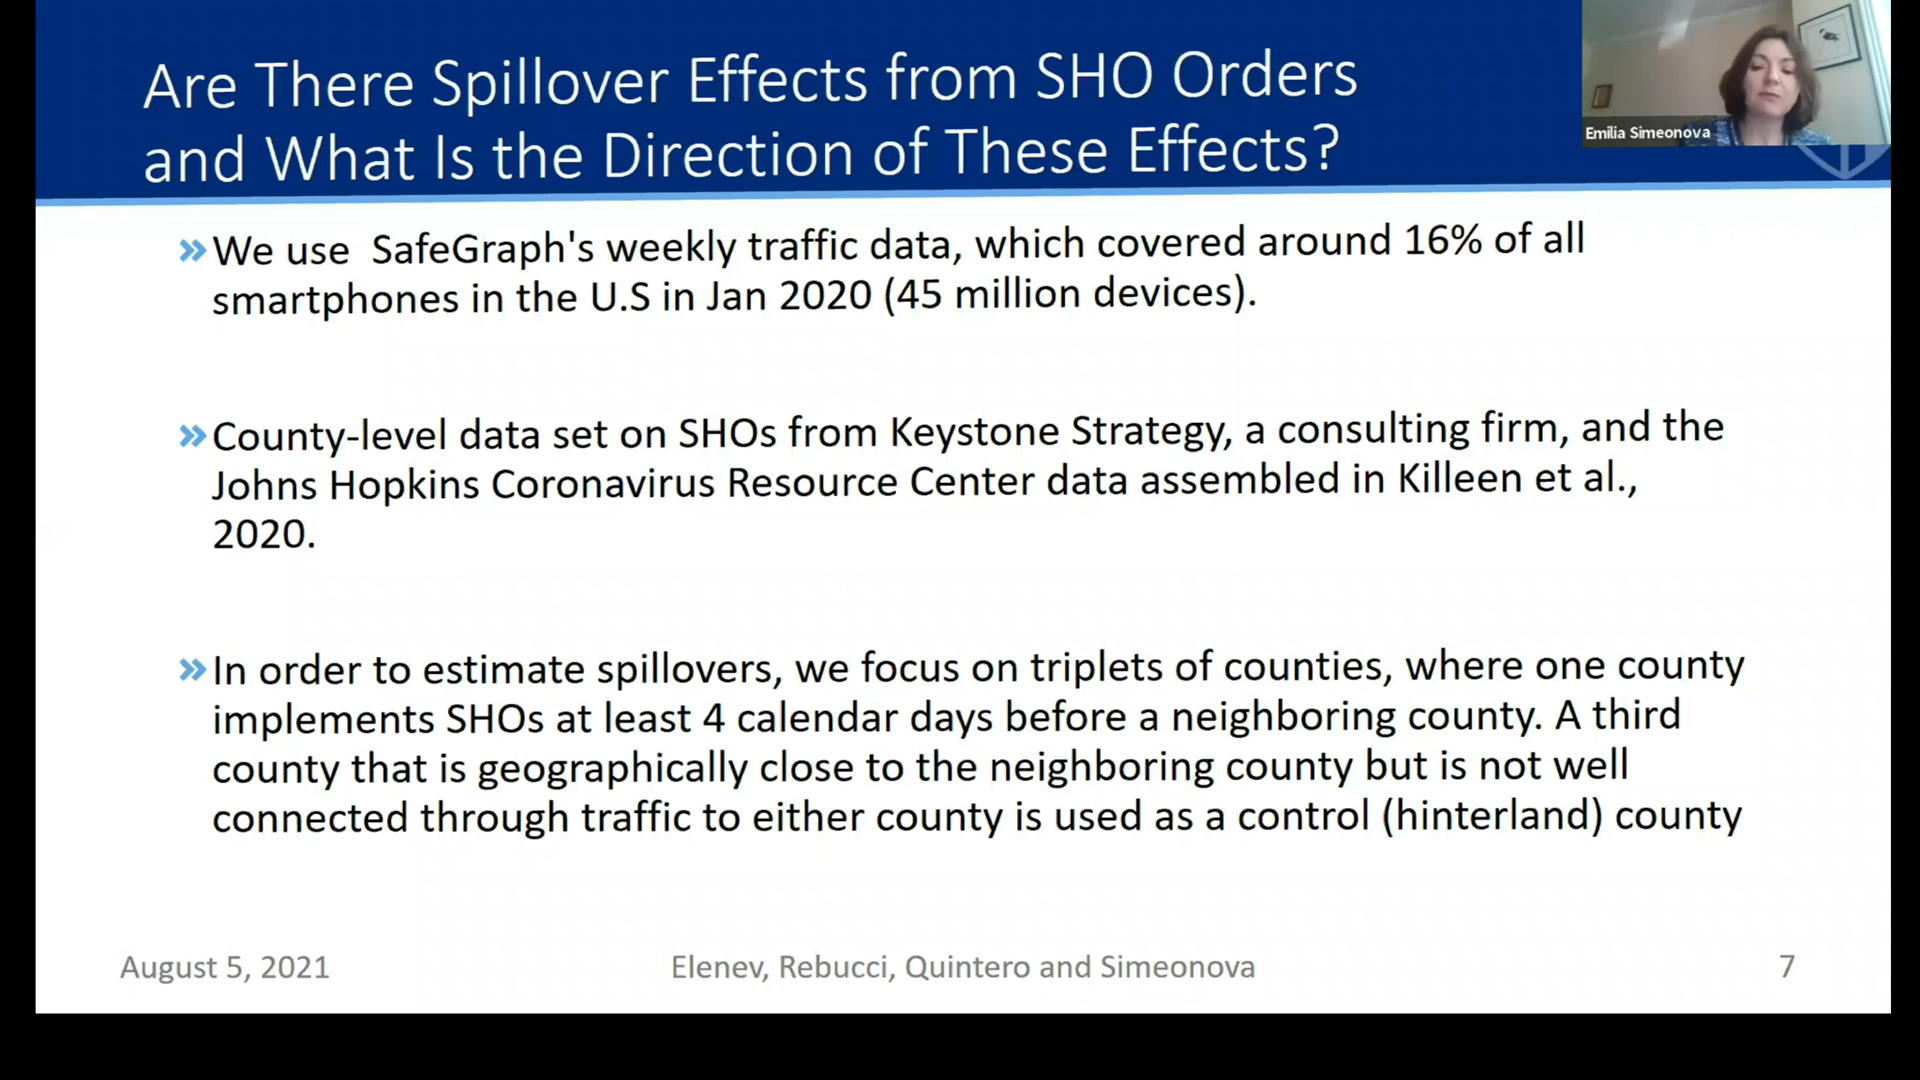 Are There Spillover Effects from SHO Orders
and What Is the Direction of These Effects?
Emilia Simeonova
» We use  SafeGraph's weekly traffic data, which covered around 16% of all
smartphones in the U.S in Jan 2020 (45 million devices).
» County-level data set on SHOs from Keystone Strategy, a consulting firm, and the
Johns Hopkins Coronavirus Resource Center data assembled in Killeen et al.,
2020.
» In order to estimate spillovers, we focus on triplets of counties, where one county
implements SHOs at least 4 calendar days before a neighboring county. A third
county that is geographically close to the neighboring county but is not well
connected through traffic to either county is used as a control (hinterland) county
August 5, 2021
Elenev, Rebucci, Quintero and Simeonova
7